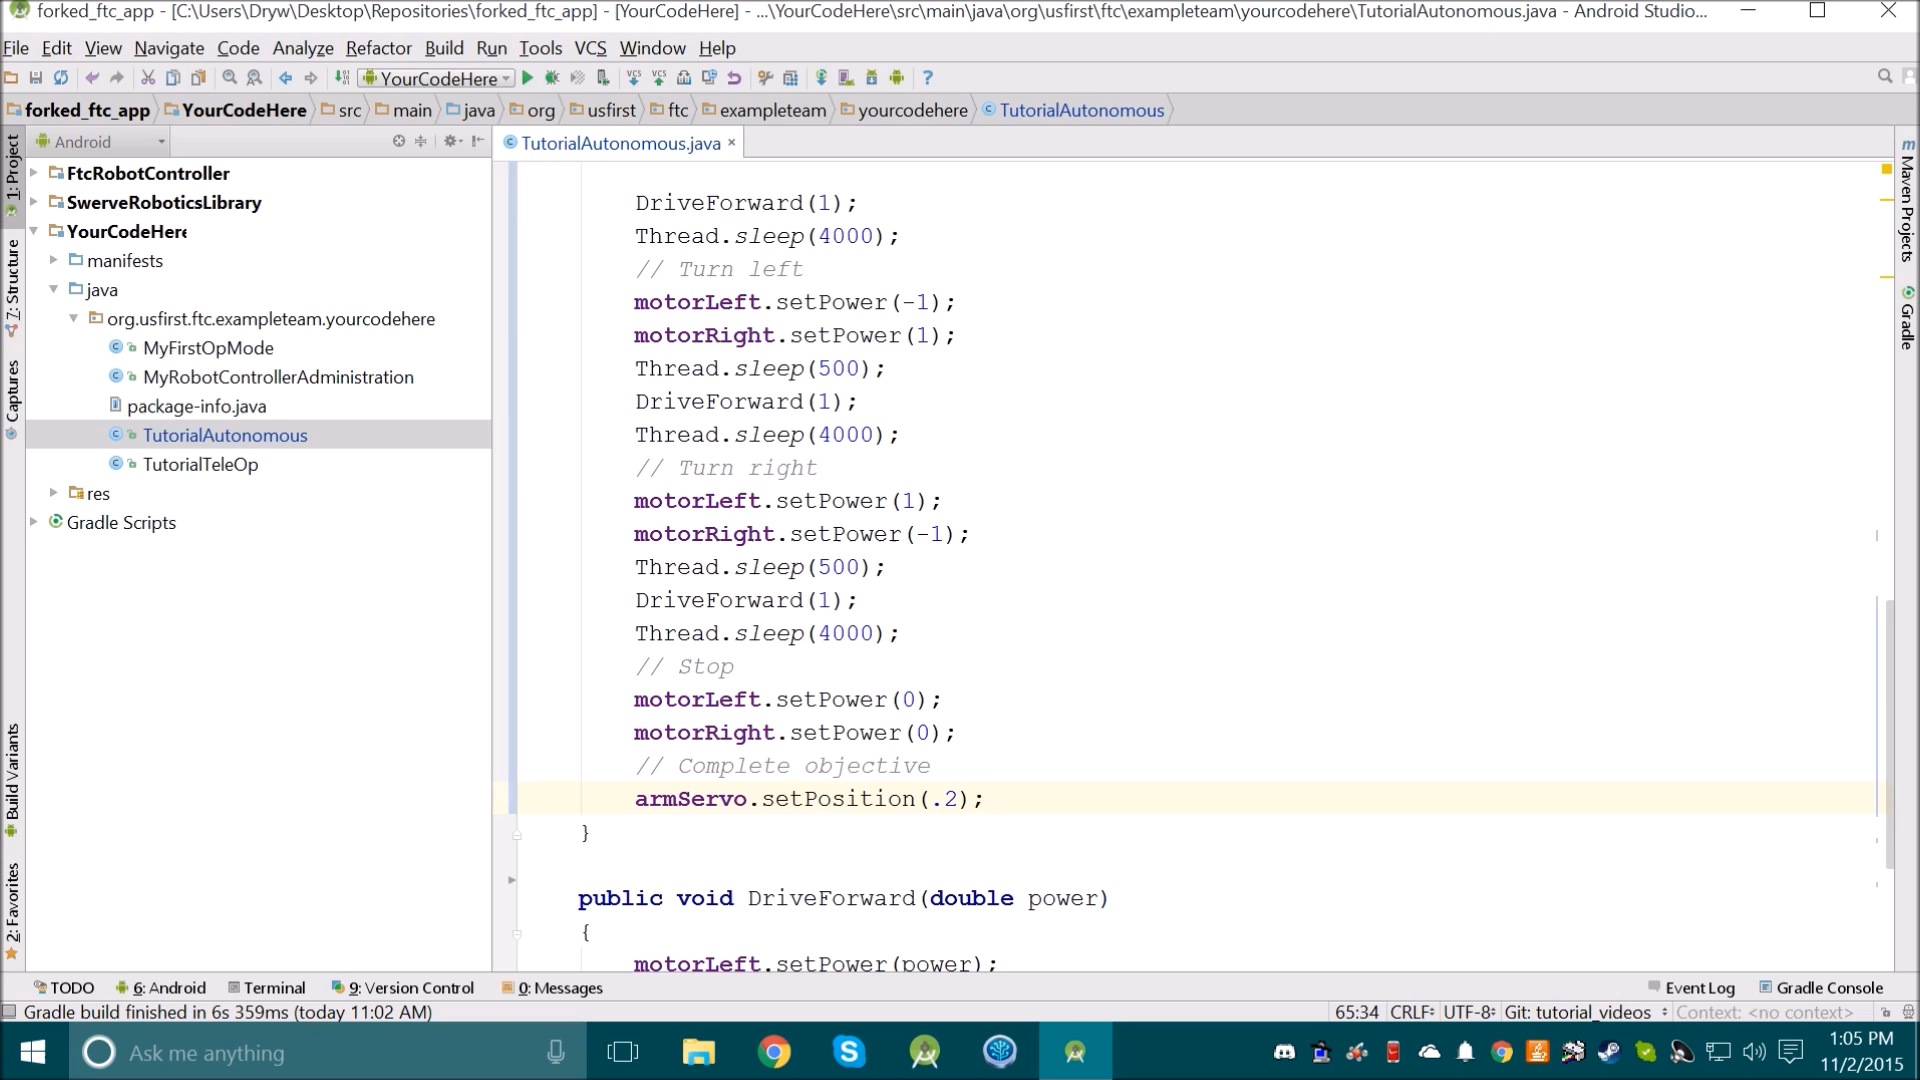 forked_ftc_app - [C:\Users\Dryw\Desktop\Repositories\forked_ftc_app] - [YourCodeHere] - ...\YourCodeHere\src\main\java\org\usfirst\ftc\exampleteam\yourcodehere\TutorialAutonomous.java - Android Studio...
File Edit View Navigate Code Analyze Refactor Build Run Tools VCS Window Help
YourCodeHere
forked_ftc_app YourCodeHere src main java org usfirst ftc exampleteam yourcodehere TutorialAutonomous
Android
TutorialAutonomous.java
1: Project
7: Structure
Captures
Build Variants
2: Favorites
FtcRobotController
SwerveRoboticsLibrary
YourCodeHere
manifests
java
org.usfirst.ftc.exampleteam.yourcodehere
MyFirstOpMode
MyRobotControllerAdministration
package-info.java
TutorialAutonomous
TutorialTeleOp
res
Gradle Scripts
DriveForward(1);
Thread.sleep(4000);
// Turn left
motorLeft.setPower(-1);
motorRight.setPower(1);
Thread.sleep(500);
DriveForward(1);
Thread.sleep(4000);
// Turn right
motorLeft.setPower(1);
motorRight.setPower(-1);
Thread.sleep(500);
DriveForward(1);
Thread.sleep(4000);
// Stop
motorLeft.setPower(0);
motorRight.setPower(0);
// Complete objective
armServo.setPosition(.2);
}
public void DriveForward(double power)
{
motorLeft.setPower(power);
Maven Projects
Gradle
TODO 6: Android Terminal 9: Version Control 0: Messages Event Log Gradle Console
Gradle build finished in 6s 359ms (today 11:02 AM) 65:34 CRLF UTF-8 Git: tutorial_videos Context: <no context>
Ask me anything
1:05 PM
11/2/2015